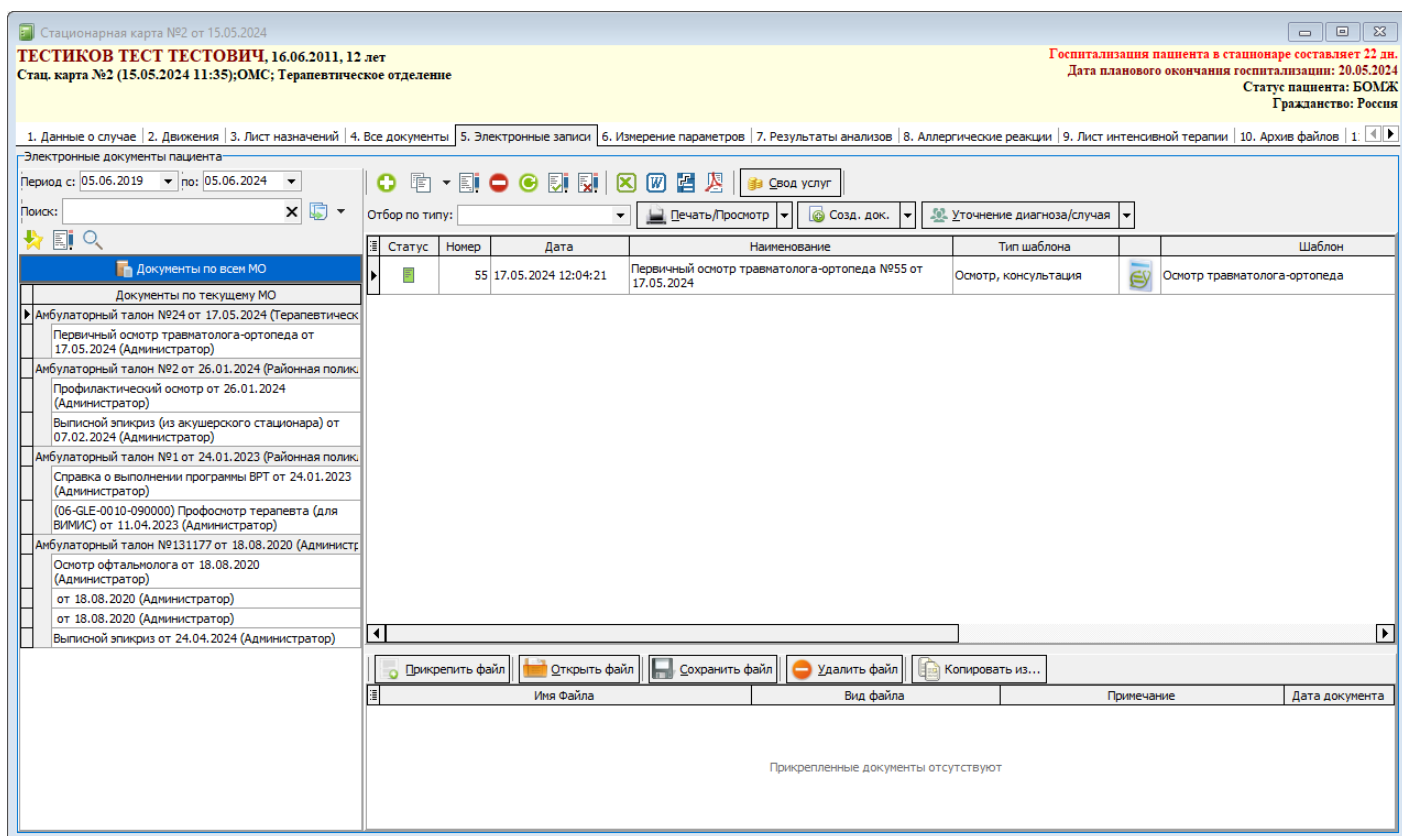 Стационарная карта №2 от 15.05.2024
ТЕСТИКОВ ТЕСТ ТЕСТОВИЧ, 16.06.2011, 12 лет
Стац. карта №2 (15.05.2024 11:35);ОМС; Терапевтическое отделение
Госпитализация пациента в стационаре составляет 22 дн.
Дата планового окончания госпитализации: 20.05.2024
Статус пациента: БОМЖ
Гражданство: Россия
1. Данные о случае 2. Движения 3. Лист назначений 4. Все документы 5. Электронные записи 6. Измерение параметров 7. Результаты анализов 8. Аллергические реакции 9. Лист интенсивной терапии 10. Архив файлов 1
Электронные документы пациента
Период с: 05.06.2019 по: 05.06.2024
Поиск:
Документы по всем МО
Документы по текущему МО
Амбулаторный талон №24 от 17.05.2024 (Терапевтическ
Первичный осмотр травматолога-ортопеда от
17.05.2024 (Администратор)
Амбулаторный талон №2 от 26.01.2024 (Районная полик.
Профилактический осмотр от 26.01.2024
(Администратор)
Выписной эпикриз (из акушерского стационара) от
07.02.2024 (Администратор)
Амбулаторный талон №1 от 24.01.2023 (Районная полик.
Справка о выполнении программы ВРТ от 24.01.2023
(Администратор)
(06-GLE-0010-090000) Профосмотр терапевта (для
ВИМИС) от 11.04.2023 (Администратор)
Амбулаторный талон №131177 от 18.08.2020 (Администр
Осмотр офтальмолога от 18.08.2020
(Администратор)
от 18.08.2020 (Администратор)
от 18.08.2020 (Администратор)
Выписной эпикриз от 24.04.2024 (Администратор)
Свод услуг
Отбор по типу: Печать/Просмотр Созд. док. Уточнение диагноза/случая
Статус Номер Дата Наименование Тип шаблона Шаблон
55 17.05.2024 12:04:21 Первичный осмотр травматолога-ортопеда №55 от
17.05.2024
Осмотр, консультация Осмотр травматолога-ортопеда
Прикрепить файл Открыть файл Сохранить файл Удалить файл Копировать из...
Имя Файла Вид файла Примечание Дата документа
Прикрепленные документы отсутствуют